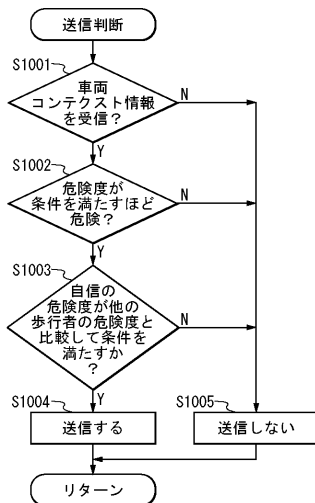 送信判断
S1001
車両
コンテクスト情報
を受信？
N
Y
S1002
危険度が
条件を満たすほど
危険？
N
Y
S1003
自信の
危険度が他の
歩行者の危険度と
比較して条件を
満たすか
？
N
Y
S1004
送信する
S1005
送信しない
リターン